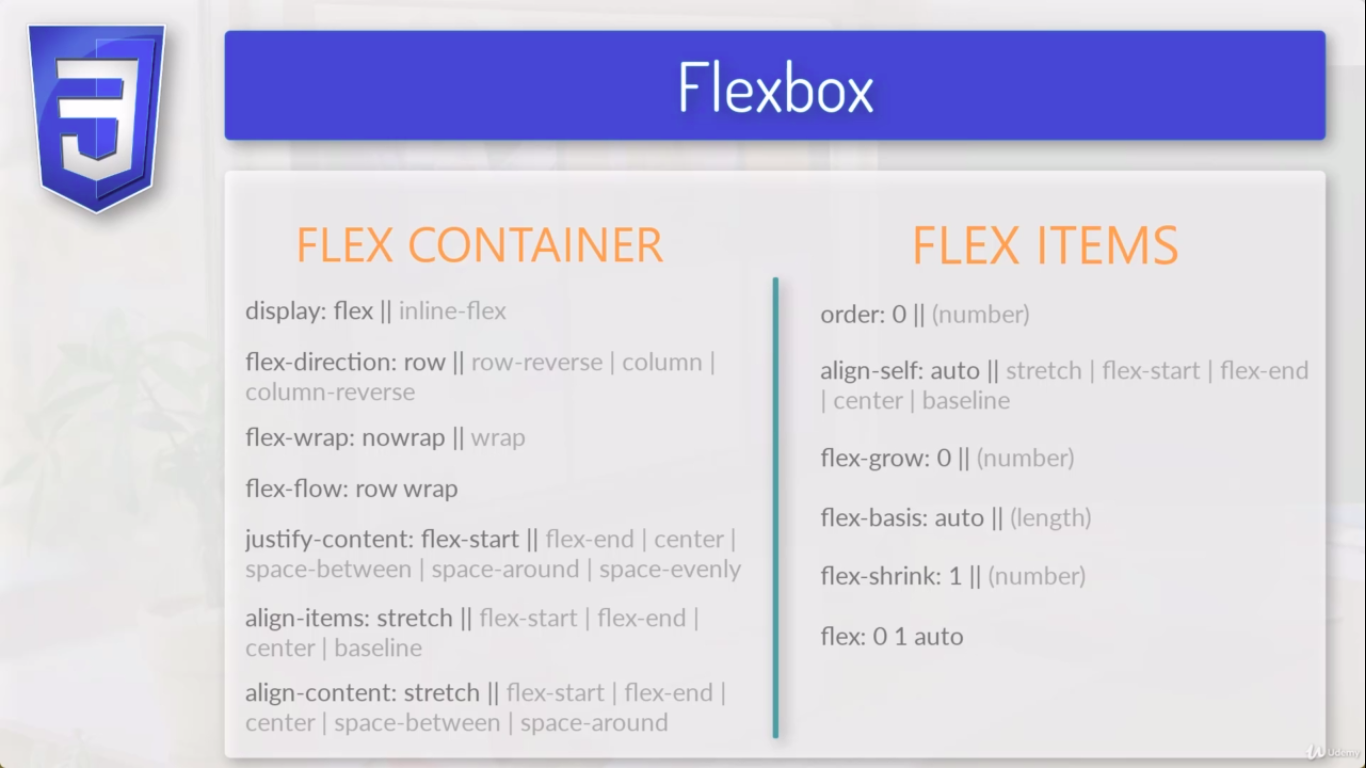 Flexbox
FLEX CONTAINER
display: flex || inline-flex
flex-direction: row || row-reverse | column |
column-reverse
flex-wrap: nowrap || wrap
flex-flow: row wrap
justify-content: flex-start || flex-end | center |
space-between | space-around | space-evenly
align-items: stretch || flex-start | flex-end |
center | baseline
align-content: stretch || flex-start | flex-end |
center | space-between | space-around
FLEX ITEMS
order: 0 || (number)
align-self: auto || stretch | flex-start | flex-end
| center | baseline
flex-grow: 0 || (number)
flex-basis: auto || (length)
flex-shrink: 1 || (number)
flex: 0 1 auto
Udemy